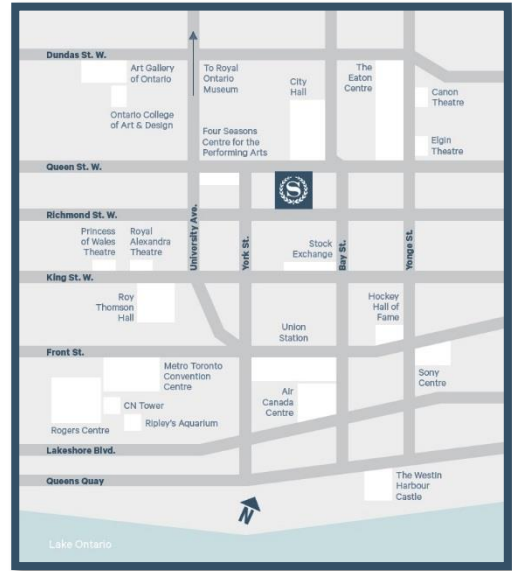 Dundas St. W.
Art Gallery
of Ontario
To Royal
Ontario
Museum
City
Hall
The
Eaton
Centre
Canon
Theatre
Ontario College
of Art & Design
Four Seasons
Centre for the
Performing Arts
Elgin
Theatre
Queen St. W.
S
Richmond St. W.
University Ave.
York St.
Bay St.
Yonge St.
Princess
of Wales
Theatre
Royal
Alexandra
Theatre
Stock
Exchange
King St. W.
Roy
Thomson
Hall
Hockey
Hall of
Fame
Union
Station
Front St.
Metro Toronto
Convention
Centre
Sony
Centre
Air
Canada
Centre
CN Tower
Ripley's Aquarium
Rogers Centre
Lakeshore Blvd.
Queens Quay
The Westin
Harbour
Castle
N
Lake Ontario